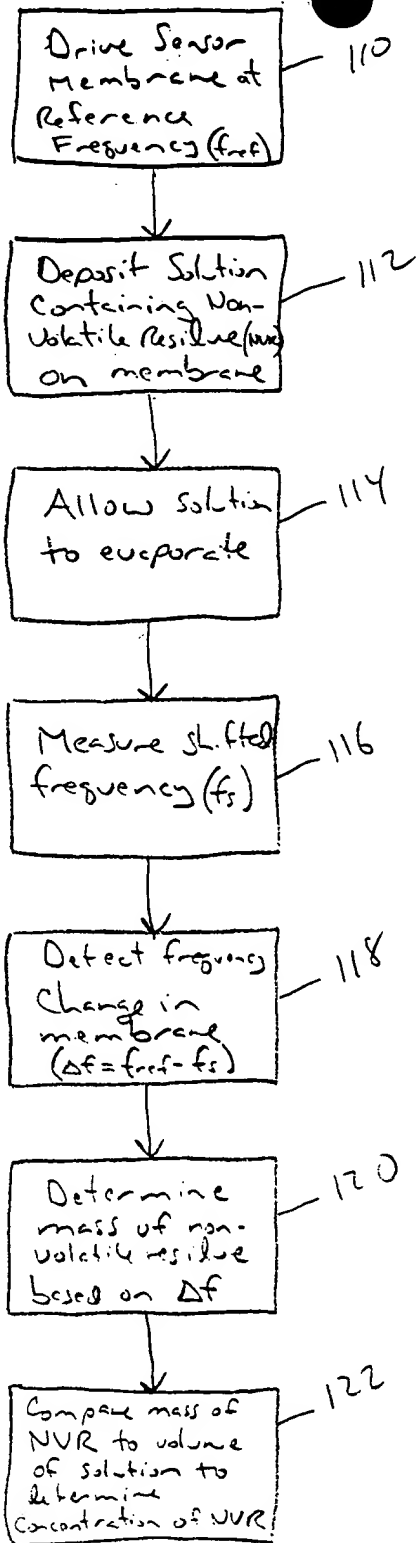 Drive Sensor
Membrane at
Reference
Frequency (fref)
110
Deposit Solution
Containing Non-
Volatile Residue (NVR)
on membrane
112
Allow solution
to evaporate
114
Measure shifted
frequency (fs)
116
Detect frequency
Change in
membrane
(Δf = fref - fs)
118
Determine
mass of non-
volatile residue
based on Δf
120
Compare mass of
NVR to volume
of solution to
determine
Concentration of NVR
122